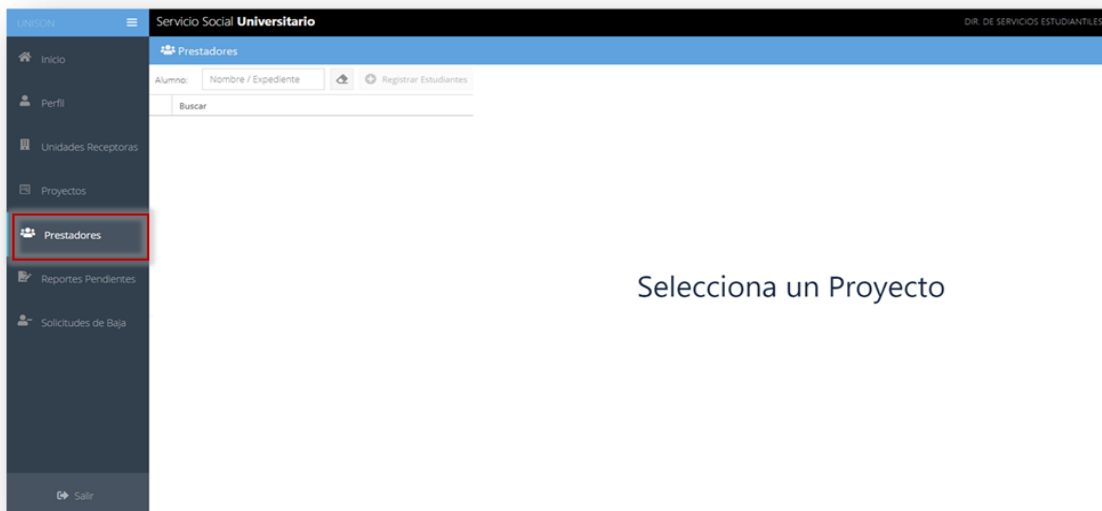 UNISON
Servicio Social Universitario
DIR. DE SERVICIOS ESTUDIANTILES
Inicio
Prestadores
Alumno:
Nombre / Expediente
Registrar Estudiantes
Perfil
Buscar
Unidades Receptoras
Proyectos
Prestadores
Reportes Pendientes
Selecciona un Proyecto
Solicitudes de Baja
Salir